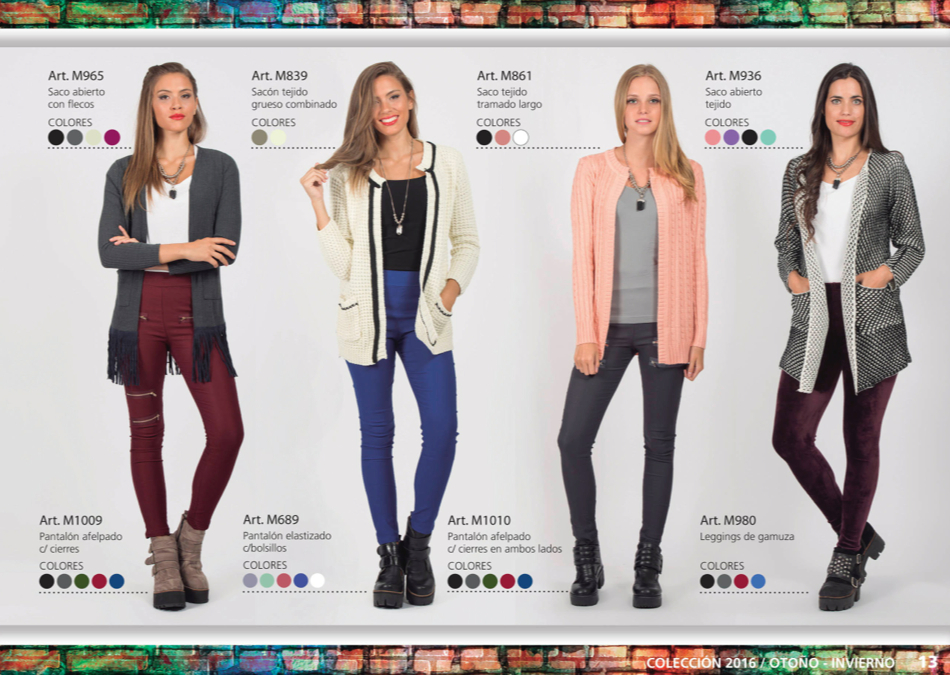 Art. M965
Saco abierto
con flecos
COLORES
Art. M839
Sacón tejido
grueso combinado
COLORES
Art. M861
Saco tejido
tramado largo
COLORES
Art. M936
Saco abierto
tejido
COLORES
Art. M1009
Pantalón afelpado
c/ cierres
COLORES
Art. M689
Pantalón elastizado
c/bolsillos
COLORES
Art. M1010
Pantalón afelpado
c/ cierres en ambos lados
COLORES
Art. M980
Leggings de gamuza
COLORES
COLECCIÓN 2016 / OTOÑO - INVIERNO 13